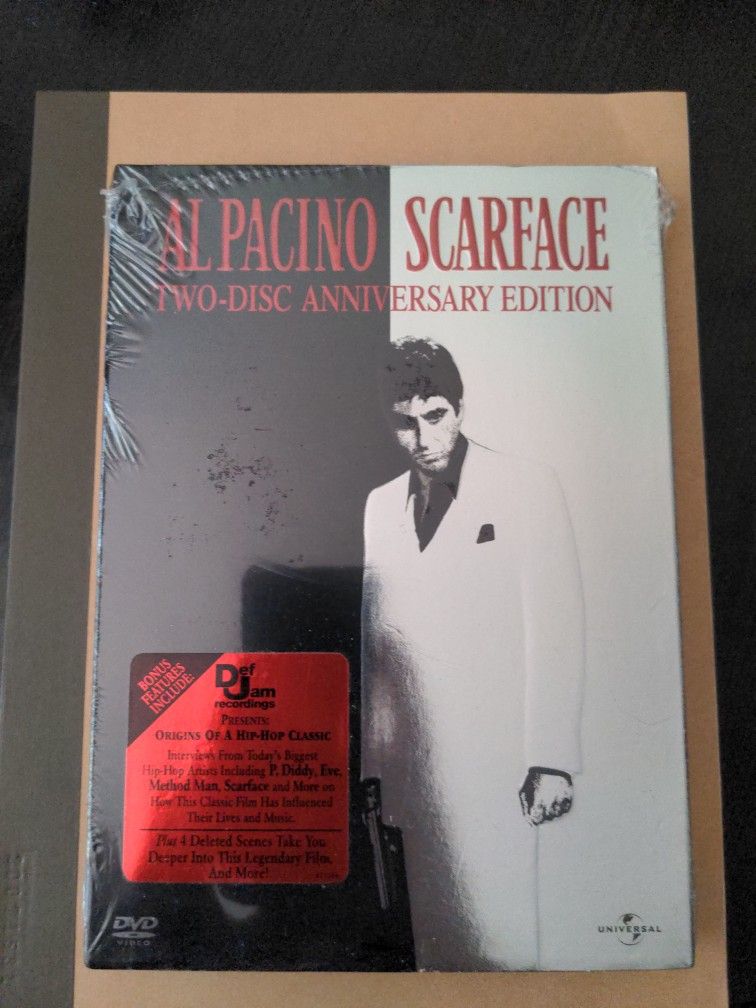 AL PACINO SCARFACE
TWO-DISC ANNIVERSARY EDITION
BONUS
FEATURES
INCLUDE:
Def
Jam
recordings
PRESENTS:
ORIGINS OF A HIP-HOP CLASSIC
Interviews From Today's Biggest
Hip-Hop Artists Including P. Diddy, Eve,
Method Man, Scarface and More on
How This Classic Film Has Influenced
Their Lives and Music.
Plus 4 Deleted Scenes Take You
Deeper Into This Legendary Film,
And More!
DVD
VIDEO
UNIVERSAL